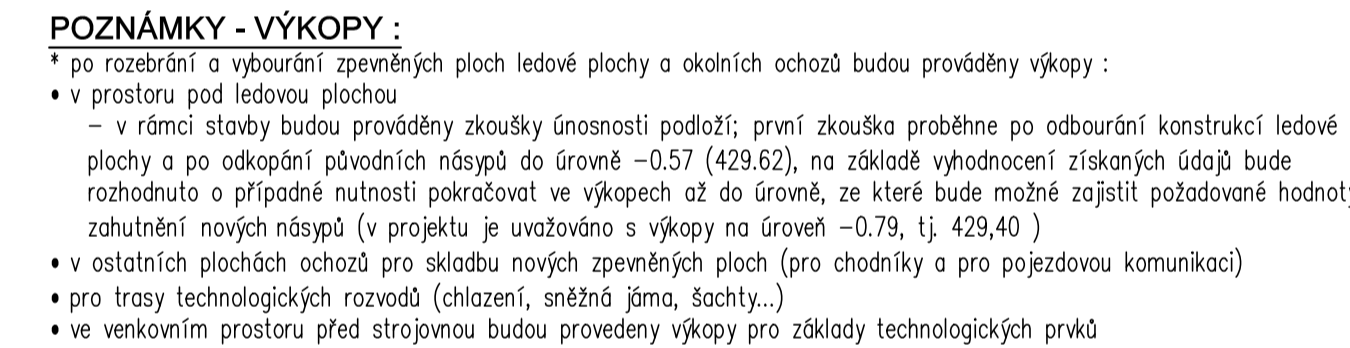 POZNÁMKY - VÝKOPY :
* po rozebrání a vybourání zpevněných ploch ledové plochy a okolních ochozů budou prováděny výkopy :
• v prostoru pod ledovou plochou
– v rámci stavby budou prováděny zkoušky únosnosti podloží; první zkouška proběhne po odbourání konstrukcí ledové
plochy a po odkopání původních násypů do úrovně –0.57 (429.62), na základě vyhodnocení získaných údajů bude
rozhodnuto o případné nutnosti pokračovat ve výkopech až do úrovně, ze které bude možné zajistit požadované hodnoty
zahutnění nových násypů (v projektu je uvažováno s výkopy na úroveň –0.79, tj. 429,40 )
• v ostatních plochách ochozů pro skladbu nových zpevněných ploch (pro chodníky a pro pojezdovou komunikaci)
• pro trasy technologických rozvodů (chlazení, sněžná jáma, šachty...)
• ve venkovním prostoru před strojovnou budou provedeny výkopy pro základy technologických prvků